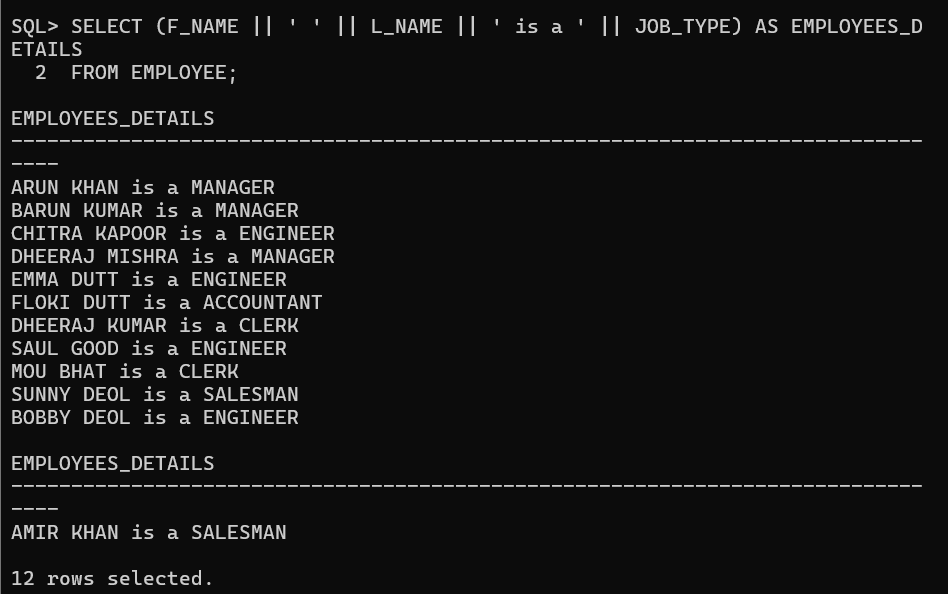 SQL> SELECT (F_NAME || ' ' || L_NAME || ' is a ' || JOB_TYPE) AS EMPLOYEES_D
ETAILS
  2  FROM EMPLOYEE;

EMPLOYEES_DETAILS
----------------------------------------------------------------------------
----
ARUN KHAN is a MANAGER
BARUN KUMAR is a MANAGER
CHITRA KAPOOR is a ENGINEER
DHEERAJ MISHRA is a MANAGER
EMMA DUTT is a ENGINEER
FLOKI DUTT is a ACCOUNTANT
DHEERAJ KUMAR is a CLERK
SAUL GOOD is a ENGINEER
MOU BHAT is a CLERK
SUNNY DEOL is a SALESMAN
BOBBY DEOL is a ENGINEER

EMPLOYEES_DETAILS
----------------------------------------------------------------------------
----
AMIR KHAN is a SALESMAN

12 rows selected.